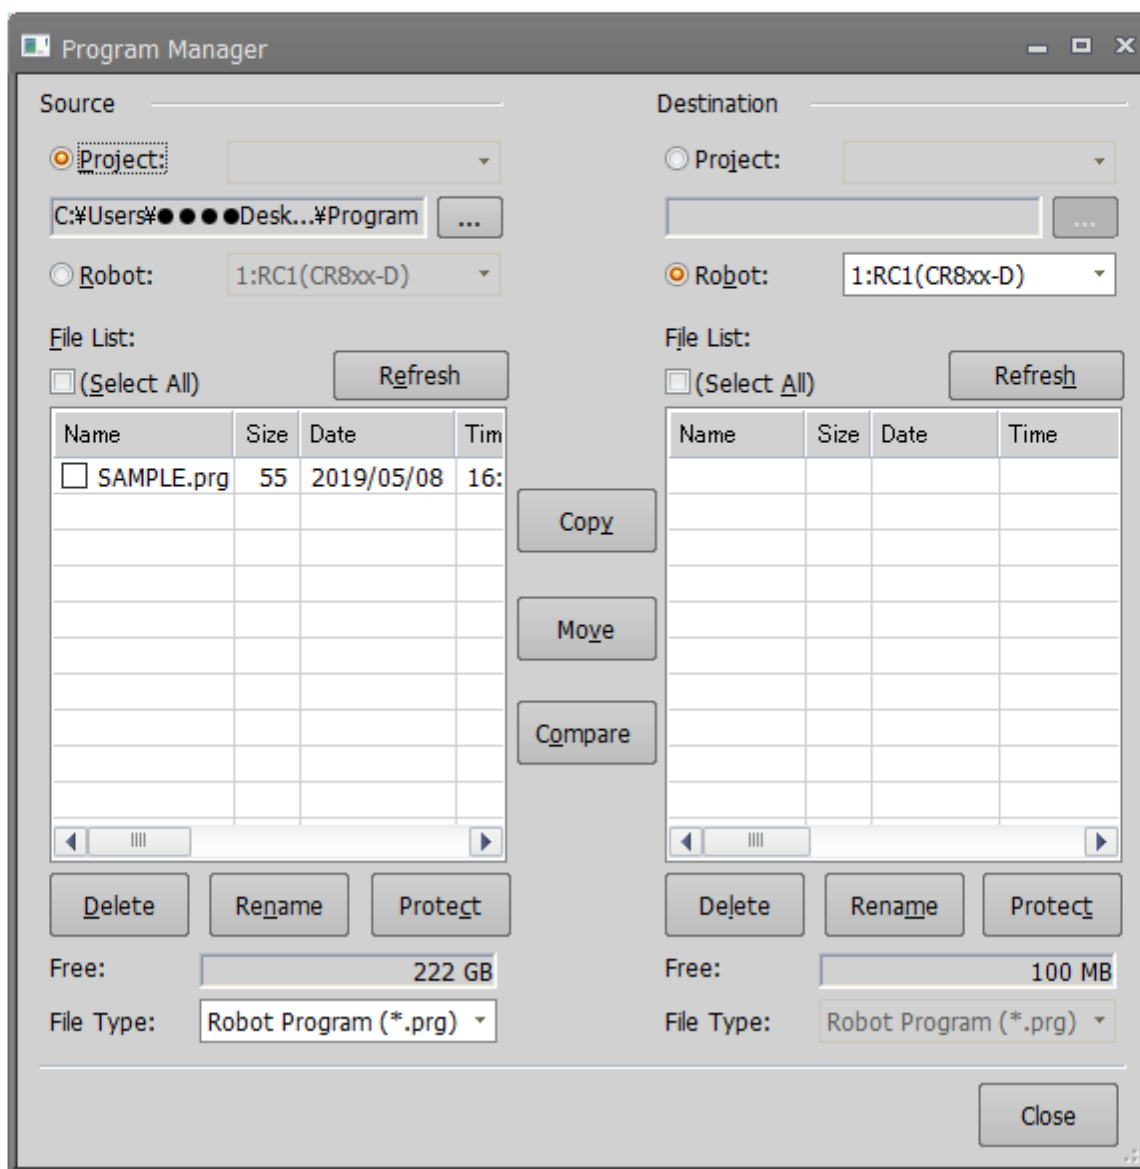 Program Manager
Source
Project:
C:¥Users¥●●●●Desk...¥Program ...
Robot: 1:RC1(CR8xx-D)
File List:
(Select All) Refresh
Name Size Date Tim
SAMPLE.prg 55 2019/05/08 16:
Delete Rename Protect
Free: 222 GB
File Type: Robot Program (*.prg)
Copy
Move
Compare
Destination
Project:
...
Robot: 1:RC1(CR8xx-D)
File List:
(Select All) Refresh
Name Size Date Time
Delete Rename Protect
Free: 100 MB
File Type: Robot Program (*.prg)
Close